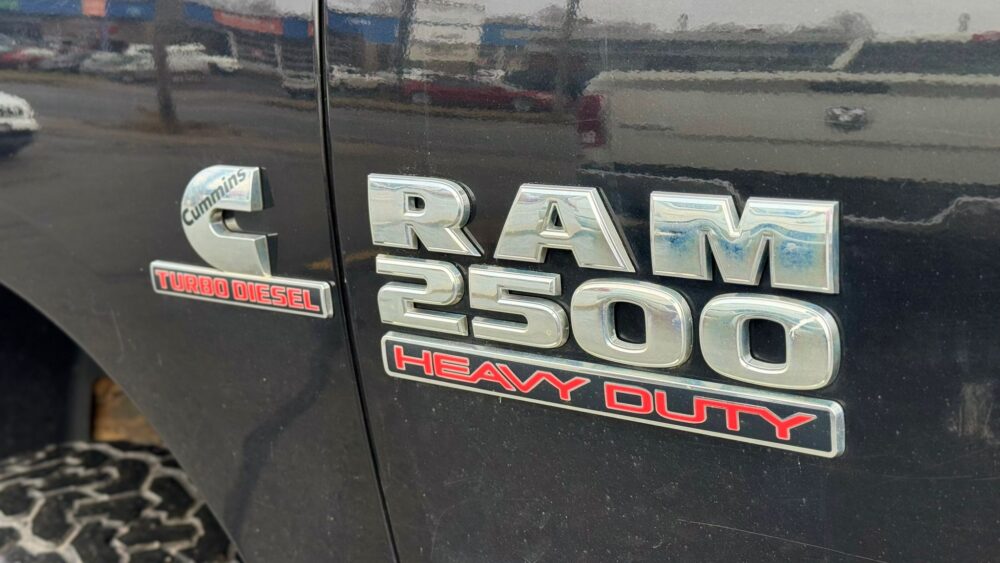 Cummins
TURBO DIESEL
RAM
2500
HEAVY DUTY